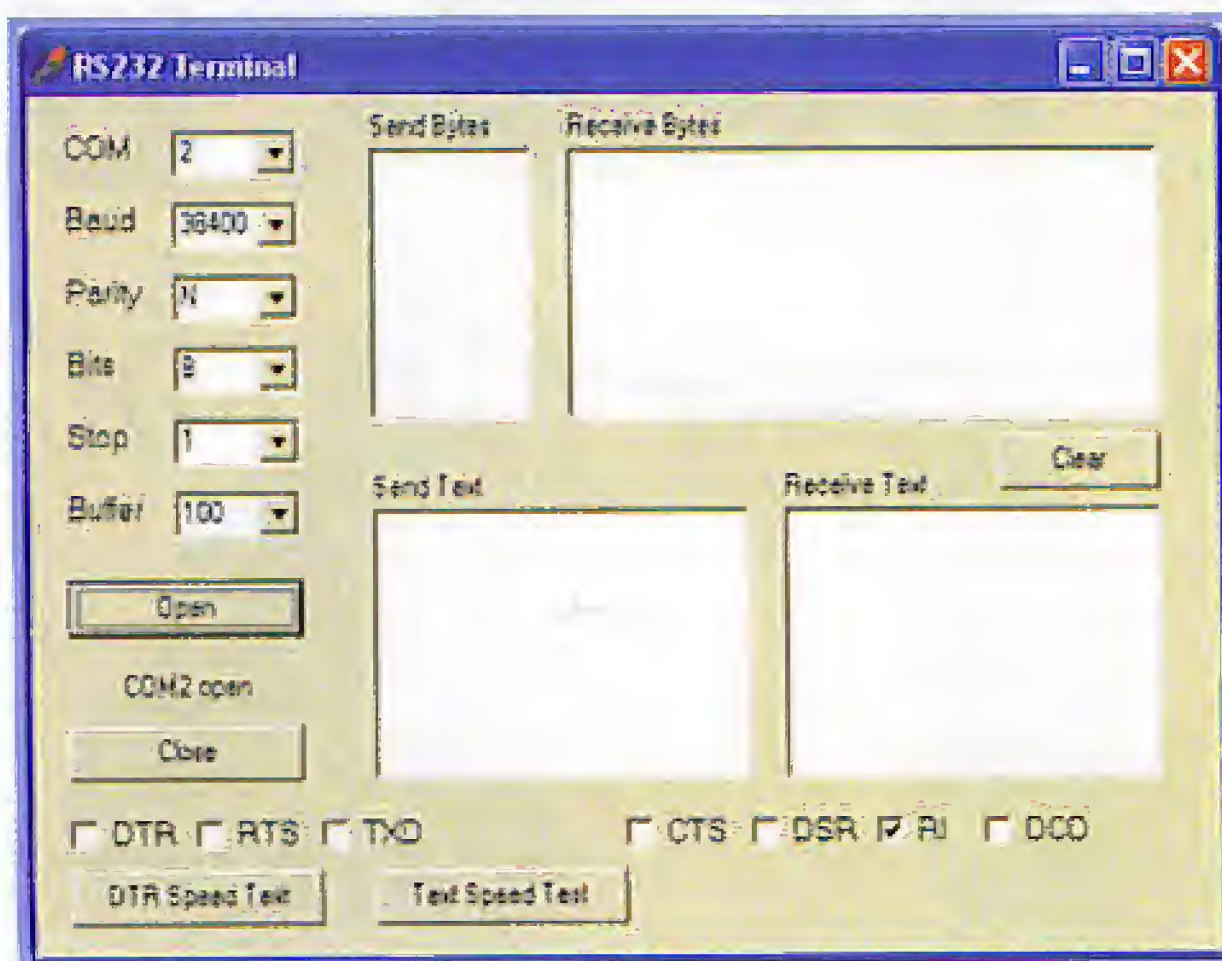 RS232 Terminal
COM 2
Baud 38400
Parity N
Bits 8
Stop 1
Buffer 100
Open
COM2 open
Close
Send Bytes
Receive Bytes
Clear
Send Text
Receive Text
DTR RTS TXD
CTS DSR RI DCD
DTR Speed Test
Text Speed Test